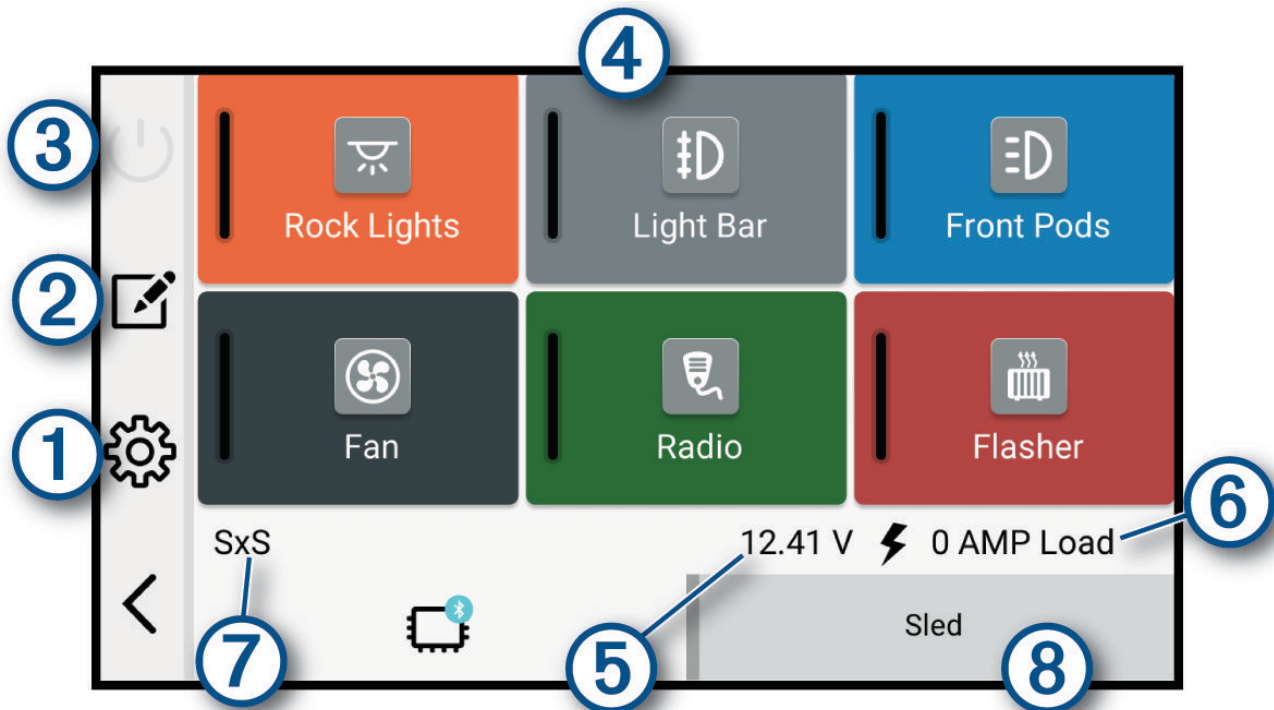 4
3
Rock Lights
Light Bar
Front Pods
2
1
Fan
Radio
Flasher
6
SxS
12.41 V
0 AMP Load
Sled
7
5
8